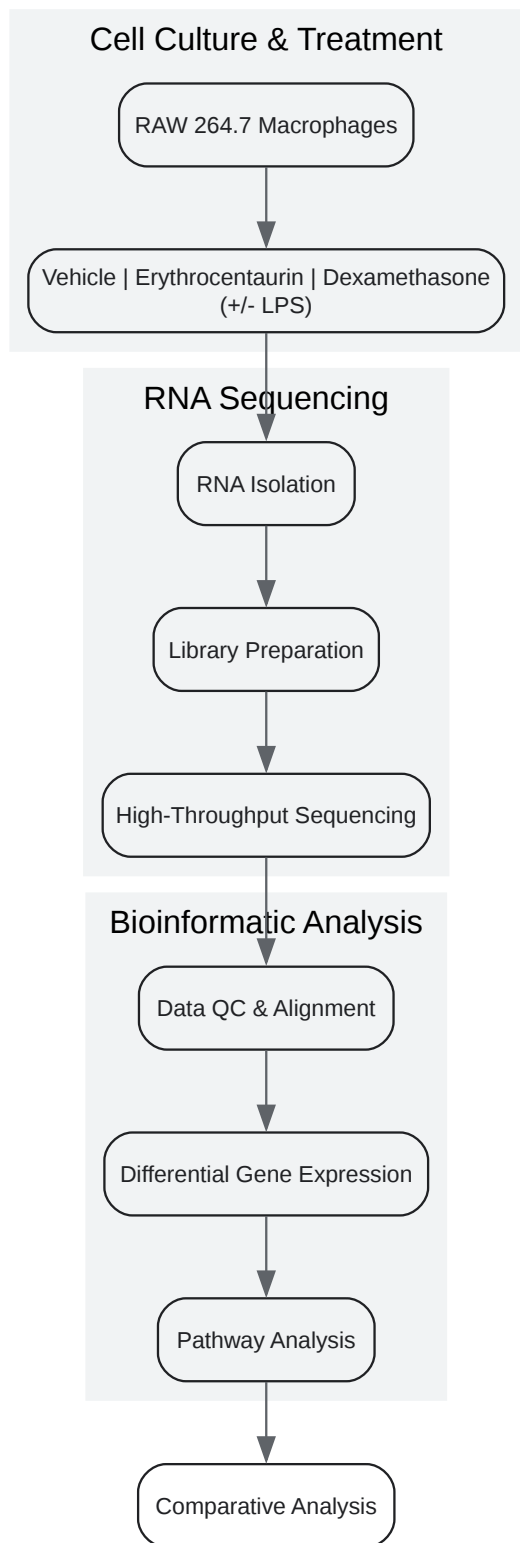 Cell Culture & Treatment
RAW 264.7 Macrophages
Vehicle | Erythrocentaurin | Dexamethasone
(+/- LPS)
RNA Sequencing
RNA Isolation
Library Preparation
High-Throughput Sequencing
Bioinformatic Analysis
Data QC & Alignment
Differential Gene Expression
Pathway Analysis
Comparative Analysis